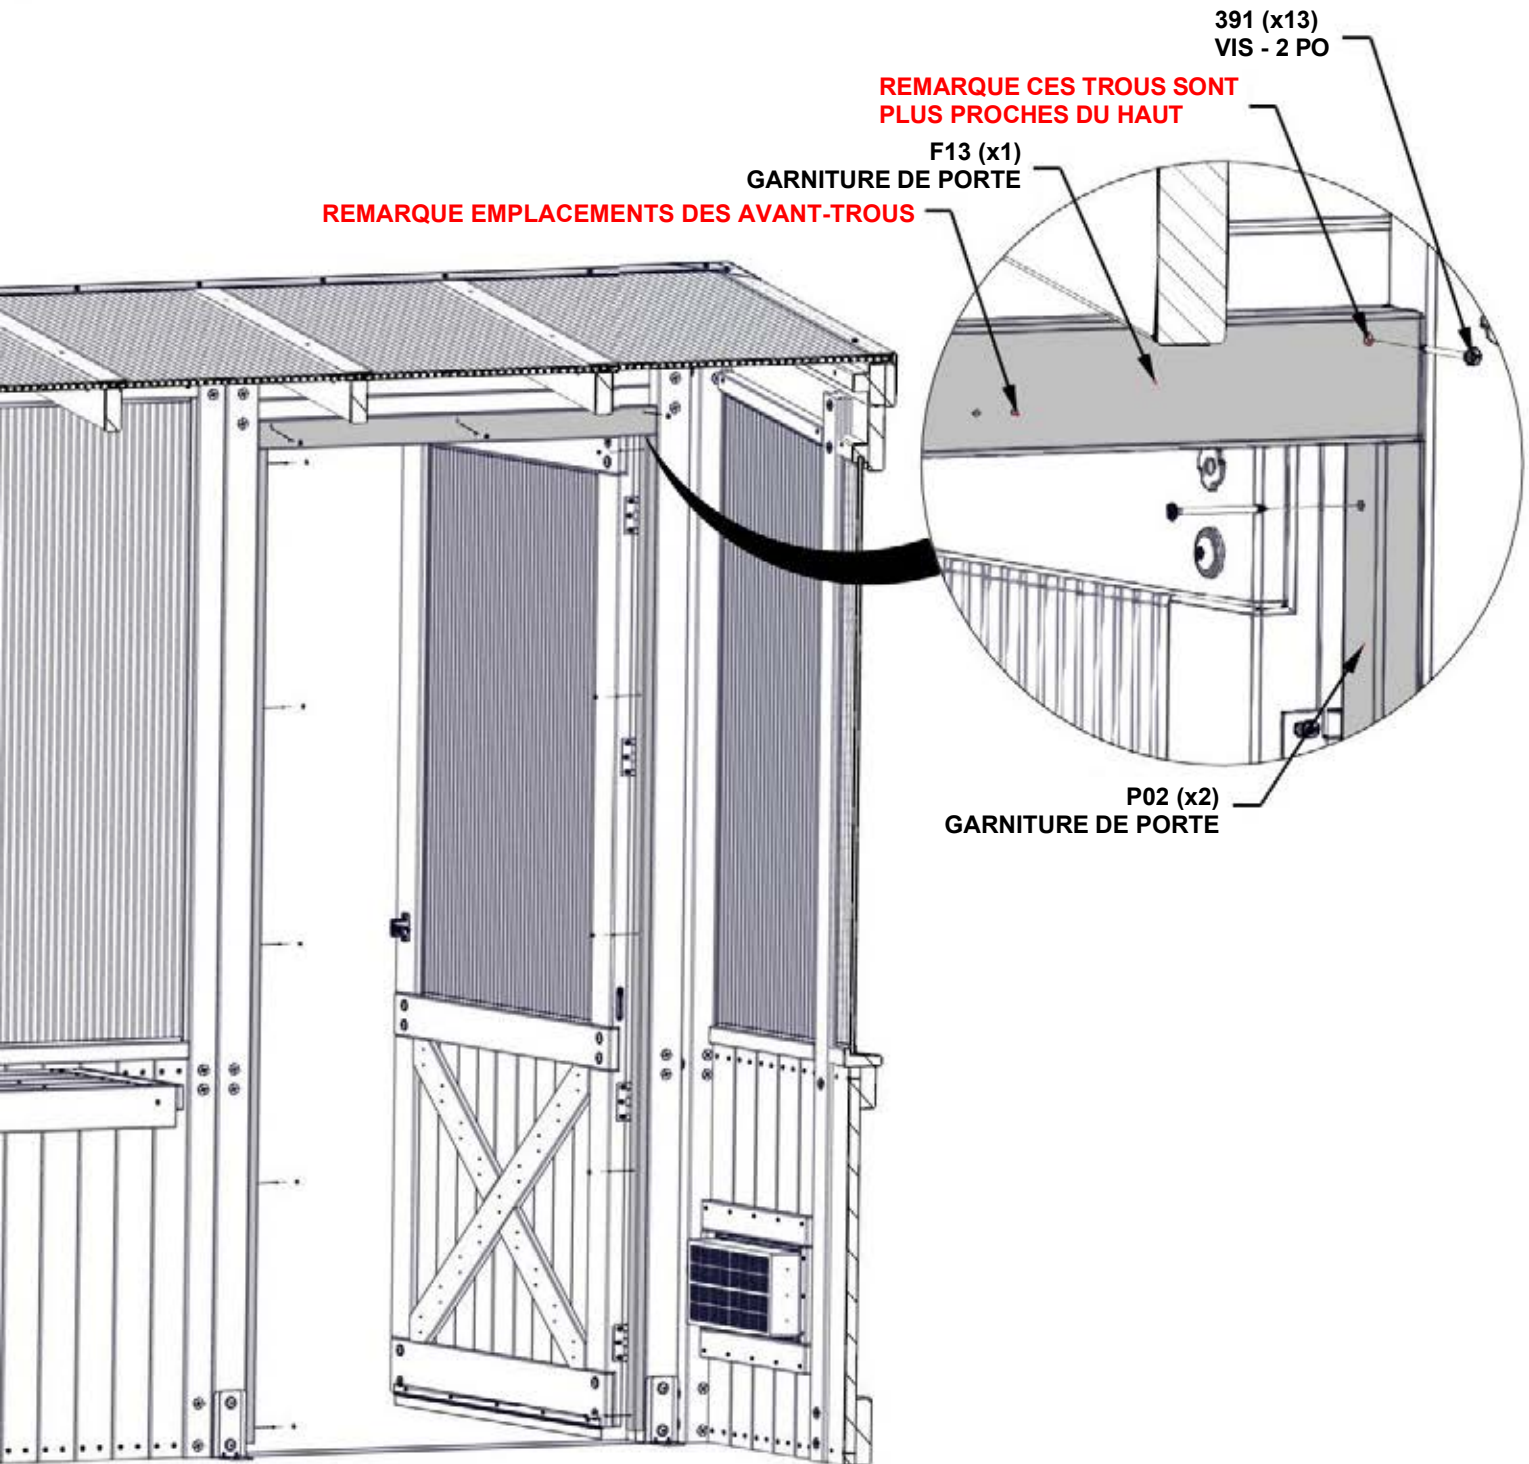 391 (x13)
VIS - 2 PO
REMARQUE CES TROUS SONT
PLUS PROCHES DU HAUT
F13 (x1)
GARNITURE DE PORTE
REMARQUE EMPLACEMENTS DES AVANT-TROUS
P02 (x2)
GARNITURE DE PORTE